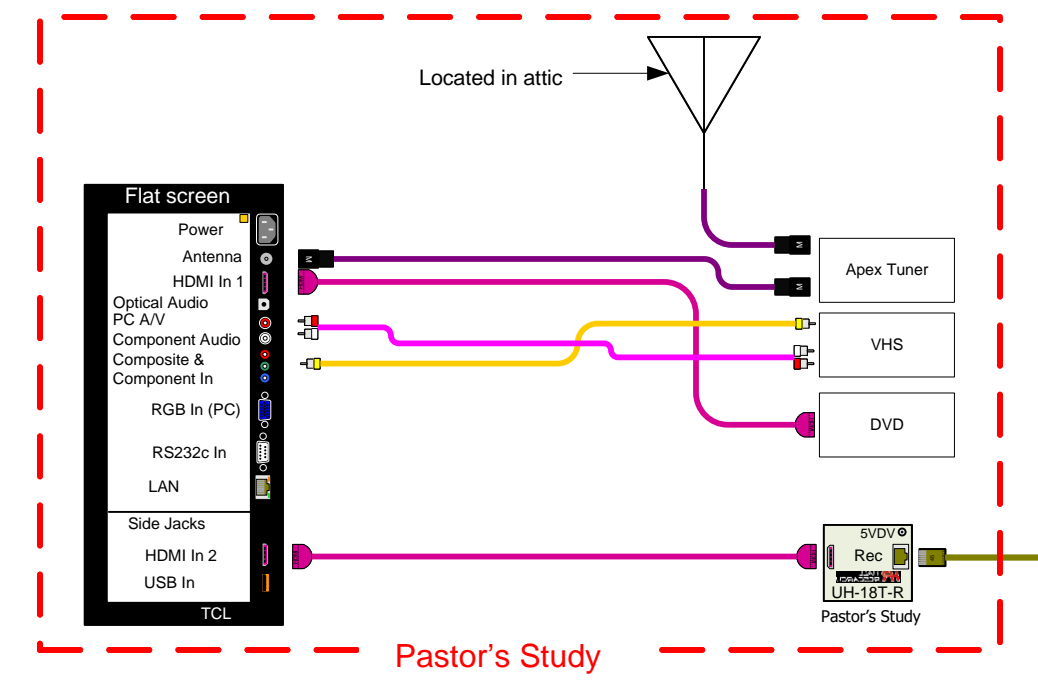 Located in attic
Flat screen
Power
Antenna
HDMI In 1
Optical Audio
PC A/V
Component Audio
Composite &
Component In
RGB In (PC)
RS232c In
LAN
Side Jacks
HDMI In 2
USB In
TCL
M
M
M
Apex Tuner
VHS
DVD
5VDV
Rec
UH-18T-R
Pastor's Study
Pastor's Study